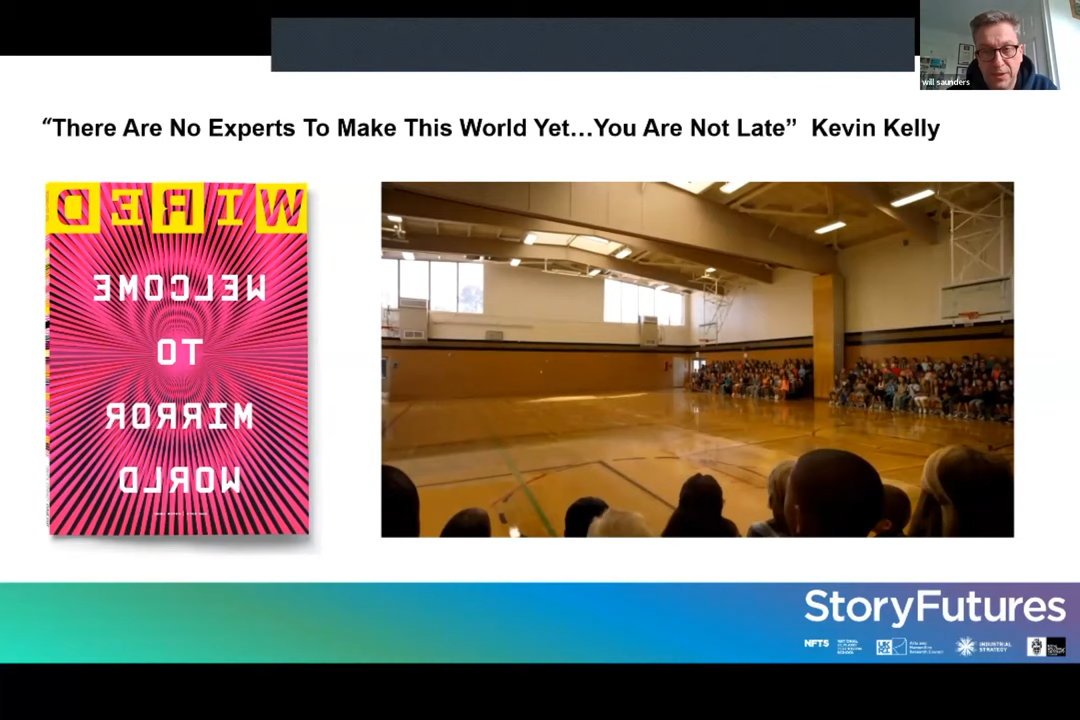 will saunders
“There Are No Experts To Make This World Yet...You Are Not Late” Kevin Kelly
WIRED
WELCOME
TO
MIRROR
WORLD
StoryFutures
NFTS
INDUSTRIAL
STRATEGY